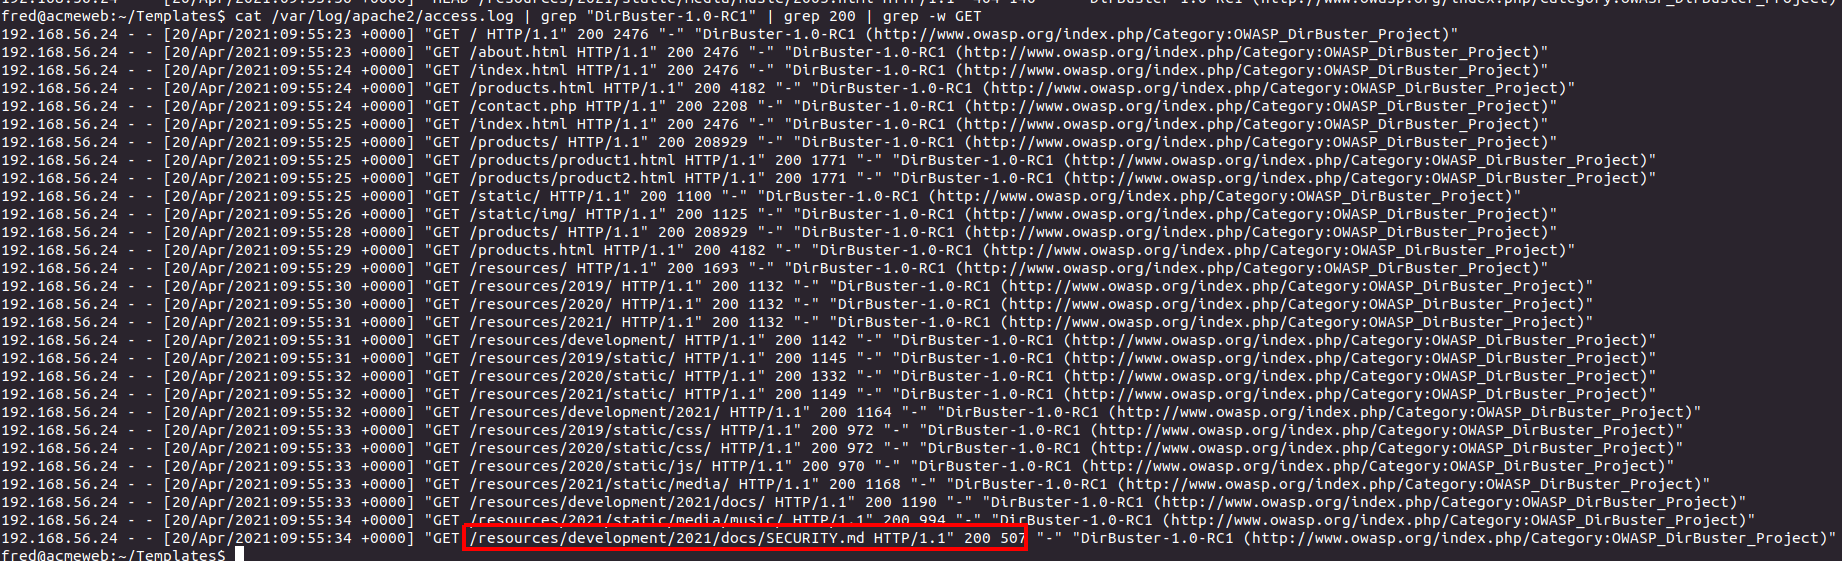 fred@acmeweb:~/Templates$ cat /var/log/apache2/access.log | grep "DirBuster-1.0-RC1" | grep 200 | grep -w GET
192.168.56.24 - - [20/Apr/2021:09:55:23 +0000] "GET / HTTP/1.1" 200 2476 "-" "DirBuster-1.0-RC1 (http://www.owasp.org/index.php/Category:OWASP_DirBuster_Project)"
192.168.56.24 - - [20/Apr/2021:09:55:23 +0000] "GET /about.html HTTP/1.1" 200 2476 "-" "DirBuster-1.0-RC1 (http://www.owasp.org/index.php/Category:OWASP_DirBuster_Project)"
192.168.56.24 - - [20/Apr/2021:09:55:24 +0000] "GET /index.html HTTP/1.1" 200 2476 "-" "DirBuster-1.0-RC1 (http://www.owasp.org/index.php/Category:OWASP_DirBuster_Project)"
192.168.56.24 - - [20/Apr/2021:09:55:24 +0000] "GET /products.html HTTP/1.1" 200 4182 "-" "DirBuster-1.0-RC1 (http://www.owasp.org/index.php/Category:OWASP_DirBuster_Project)"
192.168.56.24 - - [20/Apr/2021:09:55:24 +0000] "GET /contact.php HTTP/1.1" 200 2208 "-" "DirBuster-1.0-RC1 (http://www.owasp.org/index.php/Category:OWASP_DirBuster_Project)"
192.168.56.24 - - [20/Apr/2021:09:55:25 +0000] "GET /index.html HTTP/1.1" 200 2476 "-" "DirBuster-1.0-RC1 (http://www.owasp.org/index.php/Category:OWASP_DirBuster_Project)"
192.168.56.24 - - [20/Apr/2021:09:55:25 +0000] "GET /products/ HTTP/1.1" 200 208929 "-" "DirBuster-1.0-RC1 (http://www.owasp.org/index.php/Category:OWASP_DirBuster_Project)"
192.168.56.24 - - [20/Apr/2021:09:55:25 +0000] "GET /products/product1.html HTTP/1.1" 200 1771 "-" "DirBuster-1.0-RC1 (http://www.owasp.org/index.php/Category:OWASP_DirBuster_Project)"
192.168.56.24 - - [20/Apr/2021:09:55:25 +0000] "GET /products/product2.html HTTP/1.1" 200 1771 "-" "DirBuster-1.0-RC1 (http://www.owasp.org/index.php/Category:OWASP_DirBuster_Project)"
192.168.56.24 - - [20/Apr/2021:09:55:25 +0000] "GET /static/ HTTP/1.1" 200 1100 "-" "DirBuster-1.0-RC1 (http://www.owasp.org/index.php/Category:OWASP_DirBuster_Project)"
192.168.56.24 - - [20/Apr/2021:09:55:26 +0000] "GET /static/img/ HTTP/1.1" 200 1125 "-" "DirBuster-1.0-RC1 (http://www.owasp.org/index.php/Category:OWASP_DirBuster_Project)"
192.168.56.24 - - [20/Apr/2021:09:55:28 +0000] "GET /products/ HTTP/1.1" 200 208929 "-" "DirBuster-1.0-RC1 (http://www.owasp.org/index.php/Category:OWASP_DirBuster_Project)"
192.168.56.24 - - [20/Apr/2021:09:55:29 +0000] "GET /products.html HTTP/1.1" 200 4182 "-" "DirBuster-1.0-RC1 (http://www.owasp.org/index.php/Category:OWASP_DirBuster_Project)"
192.168.56.24 - - [20/Apr/2021:09:55:29 +0000] "GET /resources/ HTTP/1.1" 200 1693 "-" "DirBuster-1.0-RC1 (http://www.owasp.org/index.php/Category:OWASP_DirBuster_Project)"
192.168.56.24 - - [20/Apr/2021:09:55:30 +0000] "GET /resources/2019/ HTTP/1.1" 200 1132 "-" "DirBuster-1.0-RC1 (http://www.owasp.org/index.php/Category:OWASP_DirBuster_Project)"
192.168.56.24 - - [20/Apr/2021:09:55:30 +0000] "GET /resources/2020/ HTTP/1.1" 200 1132 "-" "DirBuster-1.0-RC1 (http://www.owasp.org/index.php/Category:OWASP_DirBuster_Project)"
192.168.56.24 - - [20/Apr/2021:09:55:31 +0000] "GET /resources/2021/ HTTP/1.1" 200 1132 "-" "DirBuster-1.0-RC1 (http://www.owasp.org/index.php/Category:OWASP_DirBuster_Project)"
192.168.56.24 - - [20/Apr/2021:09:55:31 +0000] "GET /resources/development/ HTTP/1.1" 200 1142 "-" "DirBuster-1.0-RC1 (http://www.owasp.org/index.php/Category:OWASP_DirBuster_Project)"
192.168.56.24 - - [20/Apr/2021:09:55:31 +0000] "GET /resources/2019/static/ HTTP/1.1" 200 1145 "-" "DirBuster-1.0-RC1 (http://www.owasp.org/index.php/Category:OWASP_DirBuster_Project)"
192.168.56.24 - - [20/Apr/2021:09:55:32 +0000] "GET /resources/2020/static/ HTTP/1.1" 200 1332 "-" "DirBuster-1.0-RC1 (http://www.owasp.org/index.php/Category:OWASP_DirBuster_Project)"
192.168.56.24 - - [20/Apr/2021:09:55:32 +0000] "GET /resources/2021/static/ HTTP/1.1" 200 1149 "-" "DirBuster-1.0-RC1 (http://www.owasp.org/index.php/Category:OWASP_DirBuster_Project)"
192.168.56.24 - - [20/Apr/2021:09:55:32 +0000] "GET /resources/development/2021/ HTTP/1.1" 200 1164 "-" "DirBuster-1.0-RC1 (http://www.owasp.org/index.php/Category:OWASP_DirBuster_Project)"
192.168.56.24 - - [20/Apr/2021:09:55:33 +0000] "GET /resources/2019/static/css/ HTTP/1.1" 200 972 "-" "DirBuster-1.0-RC1 (http://www.owasp.org/index.php/Category:OWASP_DirBuster_Project)"
192.168.56.24 - - [20/Apr/2021:09:55:33 +0000] "GET /resources/2020/static/css/ HTTP/1.1" 200 972 "-" "DirBuster-1.0-RC1 (http://www.owasp.org/index.php/Category:OWASP_DirBuster_Project)"
192.168.56.24 - - [20/Apr/2021:09:55:33 +0000] "GET /resources/2020/static/js/ HTTP/1.1" 200 970 "-" "DirBuster-1.0-RC1 (http://www.owasp.org/index.php/Category:OWASP_DirBuster_Project)"
192.168.56.24 - - [20/Apr/2021:09:55:33 +0000] "GET /resources/2021/static/media/ HTTP/1.1" 200 1168 "-" "DirBuster-1.0-RC1 (http://www.owasp.org/index.php/Category:OWASP_DirBuster_Project)"
192.168.56.24 - - [20/Apr/2021:09:55:33 +0000] "GET /resources/development/2021/docs/ HTTP/1.1" 200 1190 "-" "DirBuster-1.0-RC1 (http://www.owasp.org/index.php/Category:OWASP_DirBuster_Project)"
192.168.56.24 - - [20/Apr/2021:09:55:34 +0000] "GET /resources/2021/static/media/music/ HTTP/1.1" 200 994 "-" "DirBuster-1.0-RC1 (http://www.owasp.org/index.php/Category:OWASP_DirBuster_Project)"
192.168.56.24 - - [20/Apr/2021:09:55:34 +0000] "GET /resources/development/2021/docs/SECURITY.md HTTP/1.1" 200 507 "-" "DirBuster-1.0-RC1 (http://www.owasp.org/index.php/Category:OWASP_DirBuster_Project)"
fred@acmeweb:~/Templates$